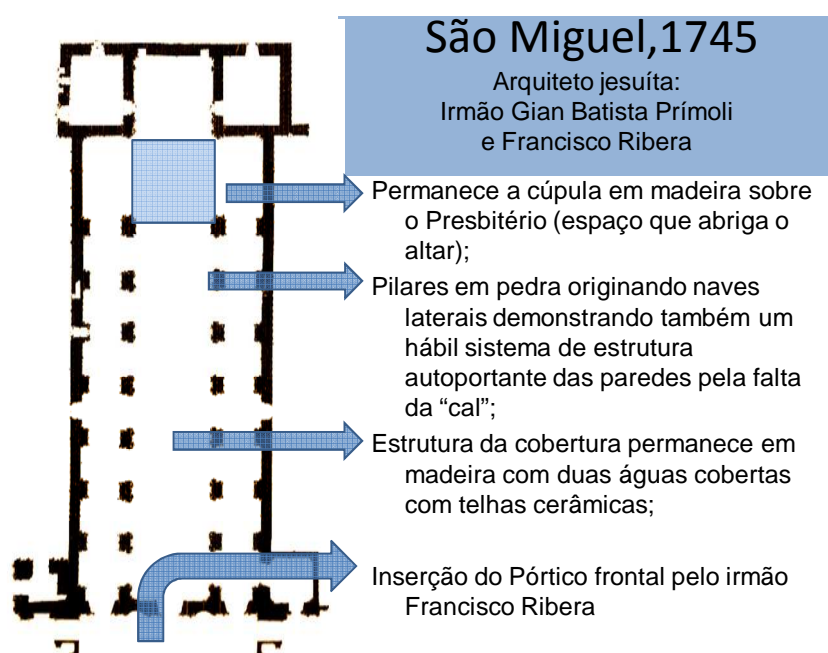 São Miguel,1745
Arquiteto jesuíta:
Irmão Gian Batista Prímoli
e Francisco Ribera
Permanece a cúpula em madeira sobre
o Presbitério (espaço que abriga o
altar);
Pilares em pedra originando naves
laterais demonstrando também um
hábil sistema de estrutura
autoportante das paredes pela falta
da “cal”;
Estrutura da cobertura permanece em
madeira com duas águas cobertas
com telhas cerâmicas;
Inserção do Pórtico frontal pelo irmão
Francisco Ribera